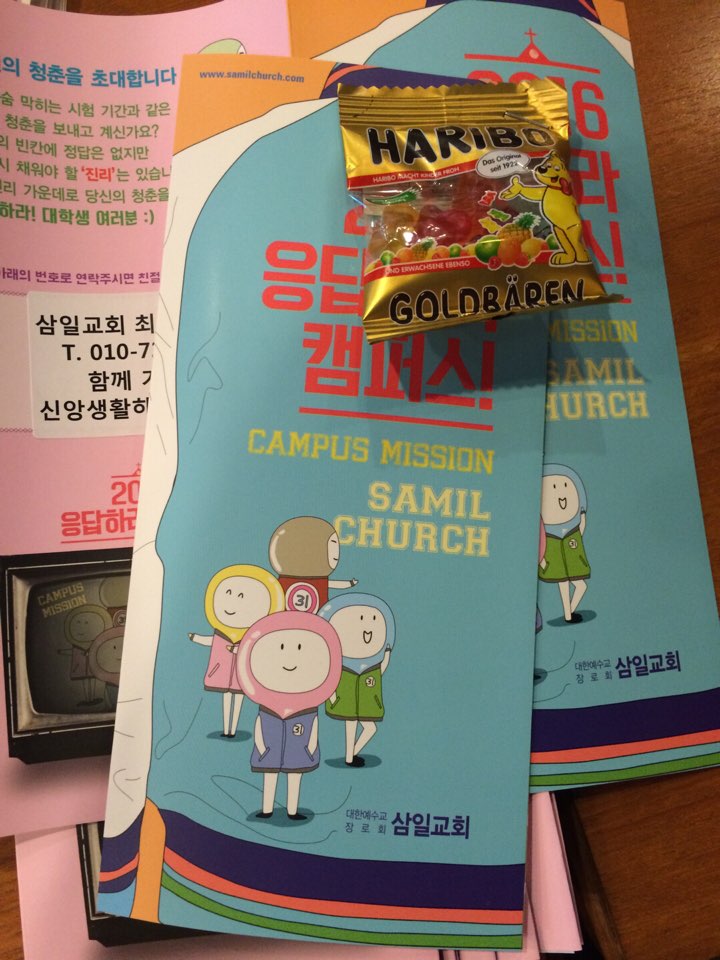 의 청춘을 초대합니다
숨 막히는 시험 기간과 같은
청춘을 보내고 계신가요?
의 빈칸에 정답은 없지만
시 채워야 할 '진리'는 있습니
리 가운데로 당신의 청춘을
하라! 대학생 여러분 :)
아래의 번호로 연락주시면 친절
삼일교회 최
T. 010-7
함께
신앙생활하
20
응답하라
CAMPUS
MISSION
www.samilchurch.com
HARIBO
Das Original
seit 1922
HARIBO MACHT KINDER FROH
UND ERWACHSENE EBENSO
GOLDBÄREN
응답
캠퍼스!
CAMPUS MISSION
SAMIL
CHURCH
31
31
31
대한예수교
장로회 삼일교회
2016
라
!
MISSION
SAMIL
HURCH
대한예수교
장로회 삼일교회